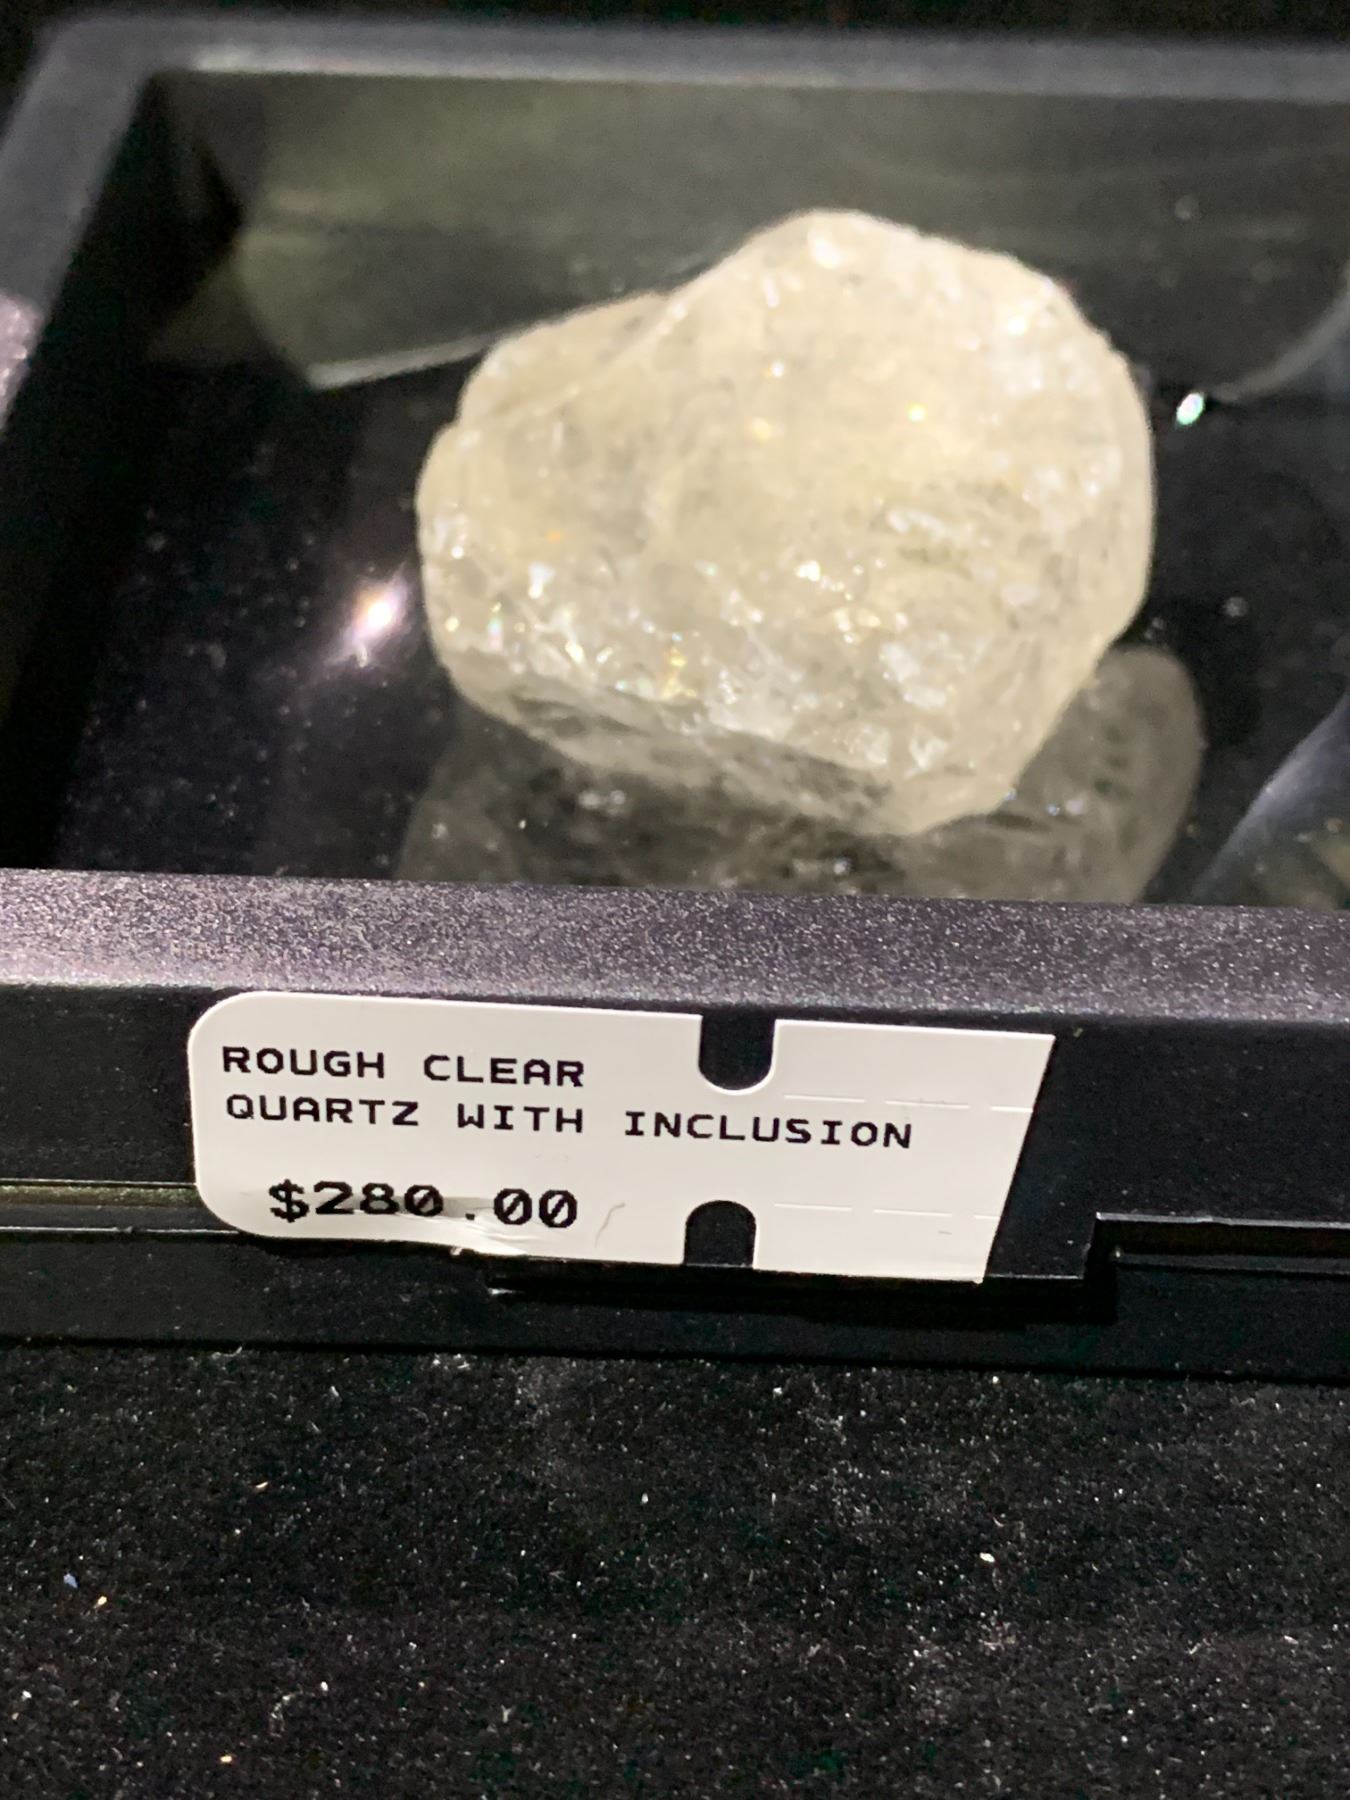 ROUGH CLEAR
QUARTZ WITH INCLUSION
$280.00